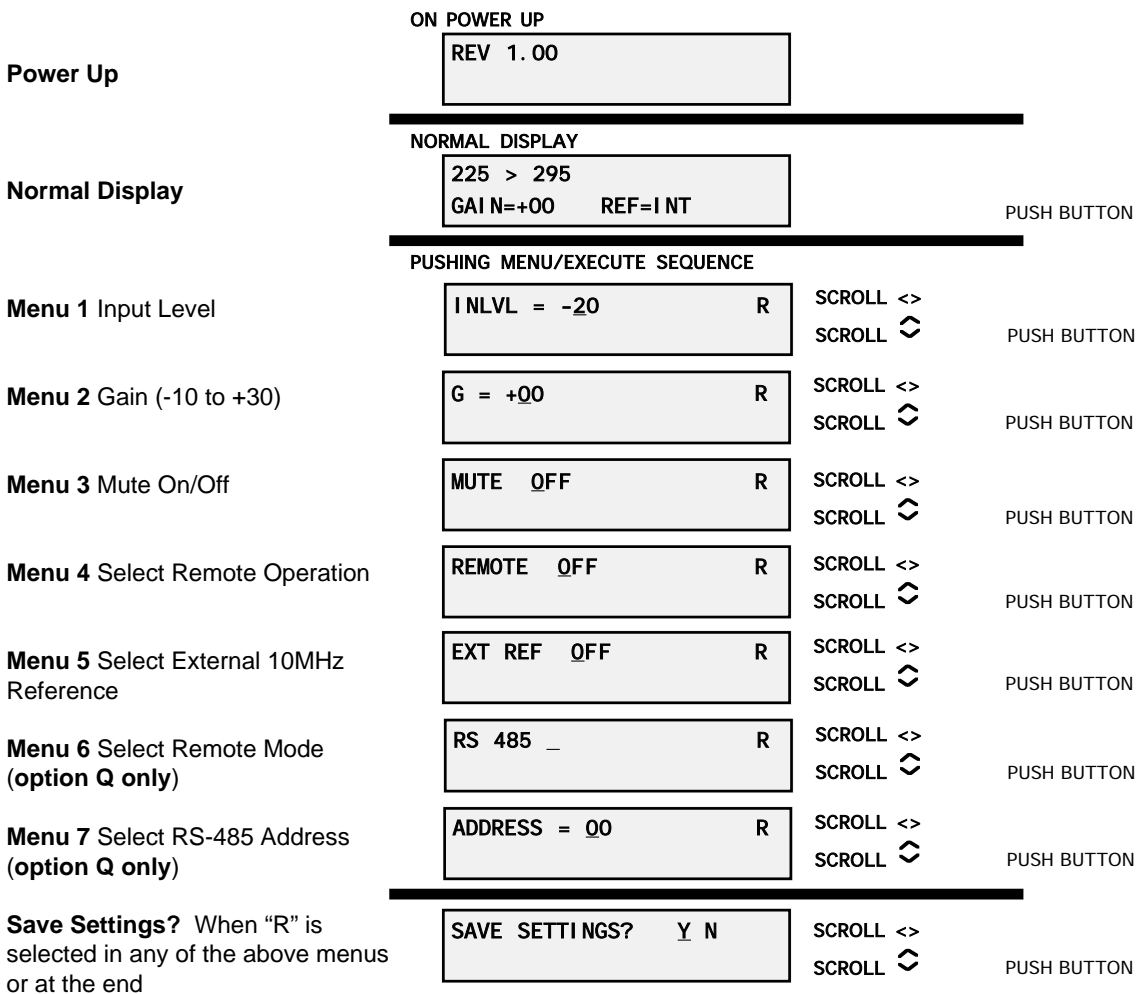 ON POWER UP
Power Up
REV 1.00
NORMAL DISPLAY
Normal Display
225 > 295
GAIN=+00 REF=INT
PUSH BUTTON
PUSHING MENU/EXECUTE SEQUENCE
Menu 1 Input Level
INLVL = -20 R
SCROLL <>
SCROLL
PUSH BUTTON
Menu 2 Gain (-10 to +30)
G = +00 R
SCROLL <>
SCROLL
PUSH BUTTON
Menu 3 Mute On/Off
MUTE OFF R
SCROLL <>
SCROLL
PUSH BUTTON
Menu 4 Select Remote Operation
REMOTE OFF R
SCROLL <>
SCROLL
PUSH BUTTON
Menu 5 Select External 10MHz
Reference
EXT REF OFF R
SCROLL <>
SCROLL
PUSH BUTTON
Menu 6 Select Remote Mode
(option Q only)
RS 485 _ R
SCROLL <>
SCROLL
PUSH BUTTON
Menu 7 Select RS-485 Address
(option Q only)
ADDRESS = 00 R
SCROLL <>
SCROLL
PUSH BUTTON
Save Settings? When “R” is
selected in any of the above menus
or at the end
SAVE SETTINGS? Y N
SCROLL <>
SCROLL
PUSH BUTTON